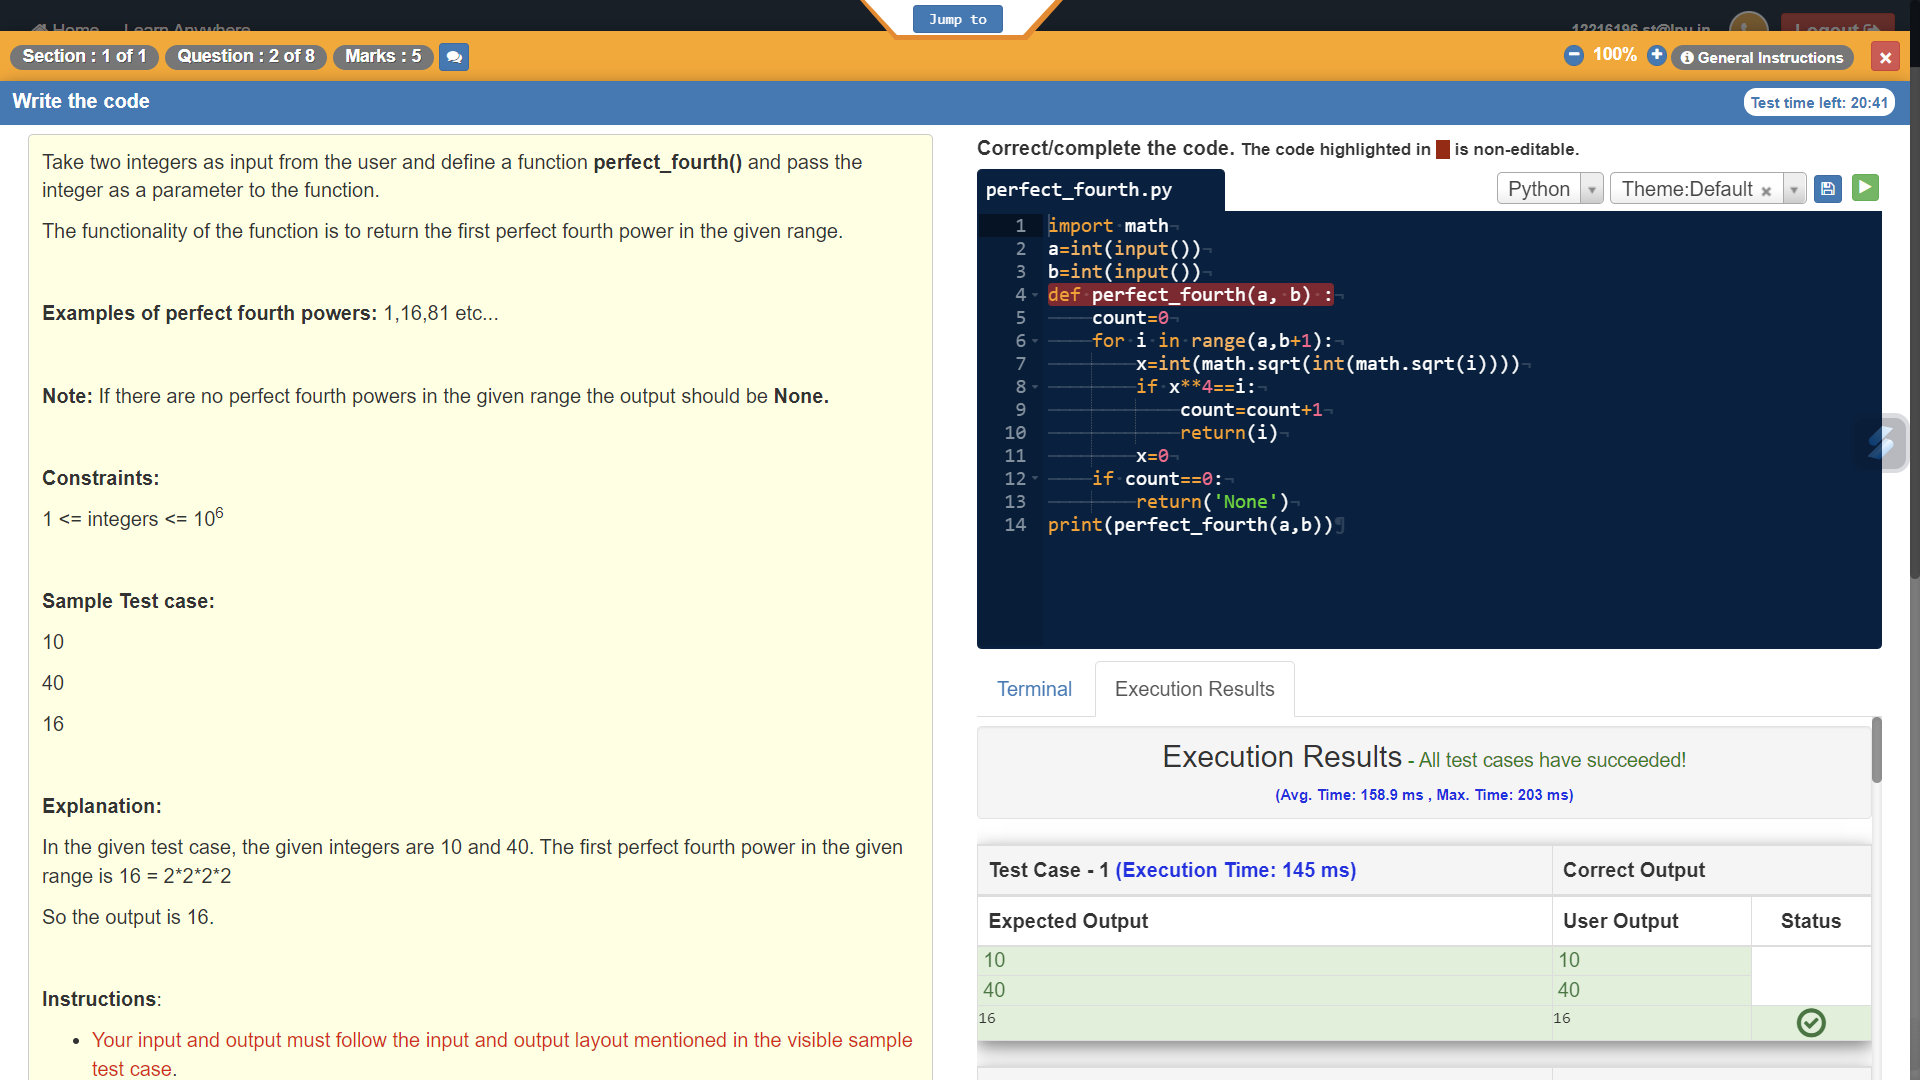 Home Learn Anywhere
Jump to
12216196.st@lpu.in
Logout
Section : 1 of 1
Question : 2 of 8
Marks : 5
100%
General Instructions
Write the code
Test time left: 20:41
Take two integers as input from the user and define a function perfect_fourth() and pass the
integer as a parameter to the function.
The functionality of the function is to return the first perfect fourth power in the given range.
Examples of perfect fourth powers: 1,16,81 etc...
Note: If there are no perfect fourth powers in the given range the output should be None.
Constraints:
1 <= integers <= 10⁶
Sample Test case:
10
40
16
Explanation:
In the given test case, the given integers are 10 and 40. The first perfect fourth power in the given
range is 16 = 2*2*2*2
So the output is 16.
Instructions:
• Your input and output must follow the input and output layout mentioned in the visible sample
test case.
Correct/complete the code. The code highlighted in is non-editable.
perfect_fourth.py
Python
Theme:Default
1 import math
2 a=int(input())
3 b=int(input())
4 def perfect_fourth(a, b) :
5 count=0
6 for i in range(a,b+1):
7 x=int(math.sqrt(int(math.sqrt(i))))
8 if x**4==i:
9 count=count+1
10 return(i)
11 x=0
12 if count==0:
13 return('None')
14 print(perfect_fourth(a,b))
Terminal
Execution Results
Execution Results - All test cases have succeeded!
(Avg. Time: 158.9 ms , Max. Time: 203 ms)
Test Case - 1 (Execution Time: 145 ms)
Correct Output
Expected Output
User Output
Status
10 10
40 40
16 16